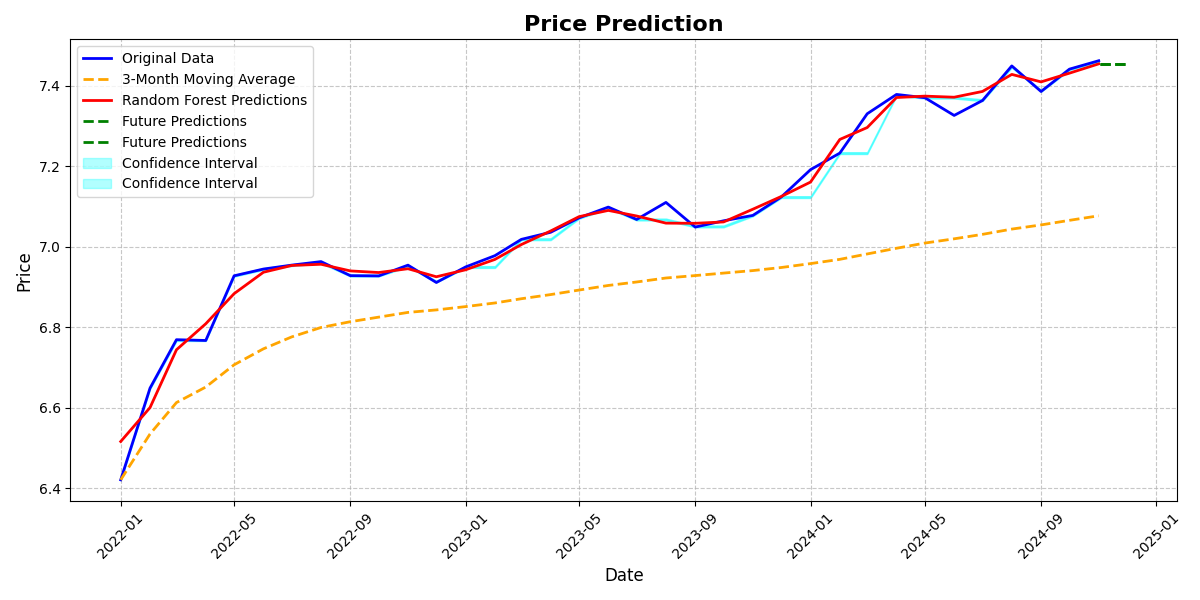 Price Prediction
Original Data
3-Month Moving Average
Random Forest Predictions
Future Predictions
Future Predictions
Confidence Interval
Confidence Interval
Price
7.4
7.2
7.0
6.8
6.6
6.4
2022-01
2022-05
2022-09
2023-01
2023-05
2023-09
2024-01
2024-05
2024-09
2025-01
Date